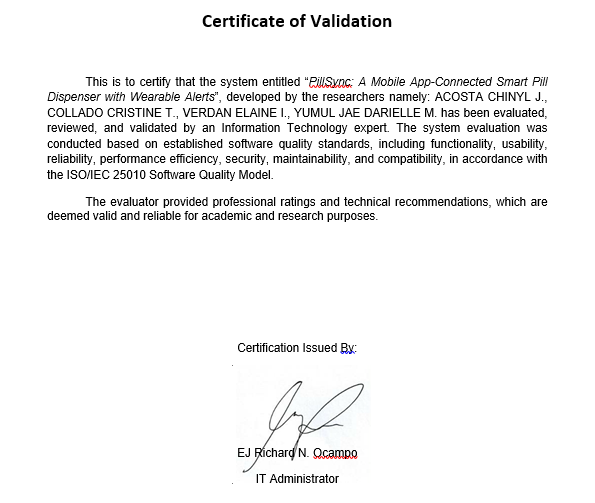 Certificate of Validation
This is to certify that the system entitled “PillSync: A Mobile App-Connected Smart Pill
Dispenser with Wearable Alerts”, developed by the researchers namely: ACOSTA CHINYL J.,
COLLADO CRISTINE T., VERDAN ELAINE I., YUMUL JAE DARIELLE M. has been evaluated,
reviewed, and validated by an Information Technology expert. The system evaluation was
conducted based on established software quality standards, including functionality, usability,
reliability, performance efficiency, security, maintainability, and compatibility, in accordance with
the ISO/IEC 25010 Software Quality Model.
The evaluator provided professional ratings and technical recommendations, which are
deemed valid and reliable for academic and research purposes.
Certification Issued By:
EJ Richard N. Ocampo
IT Administrator